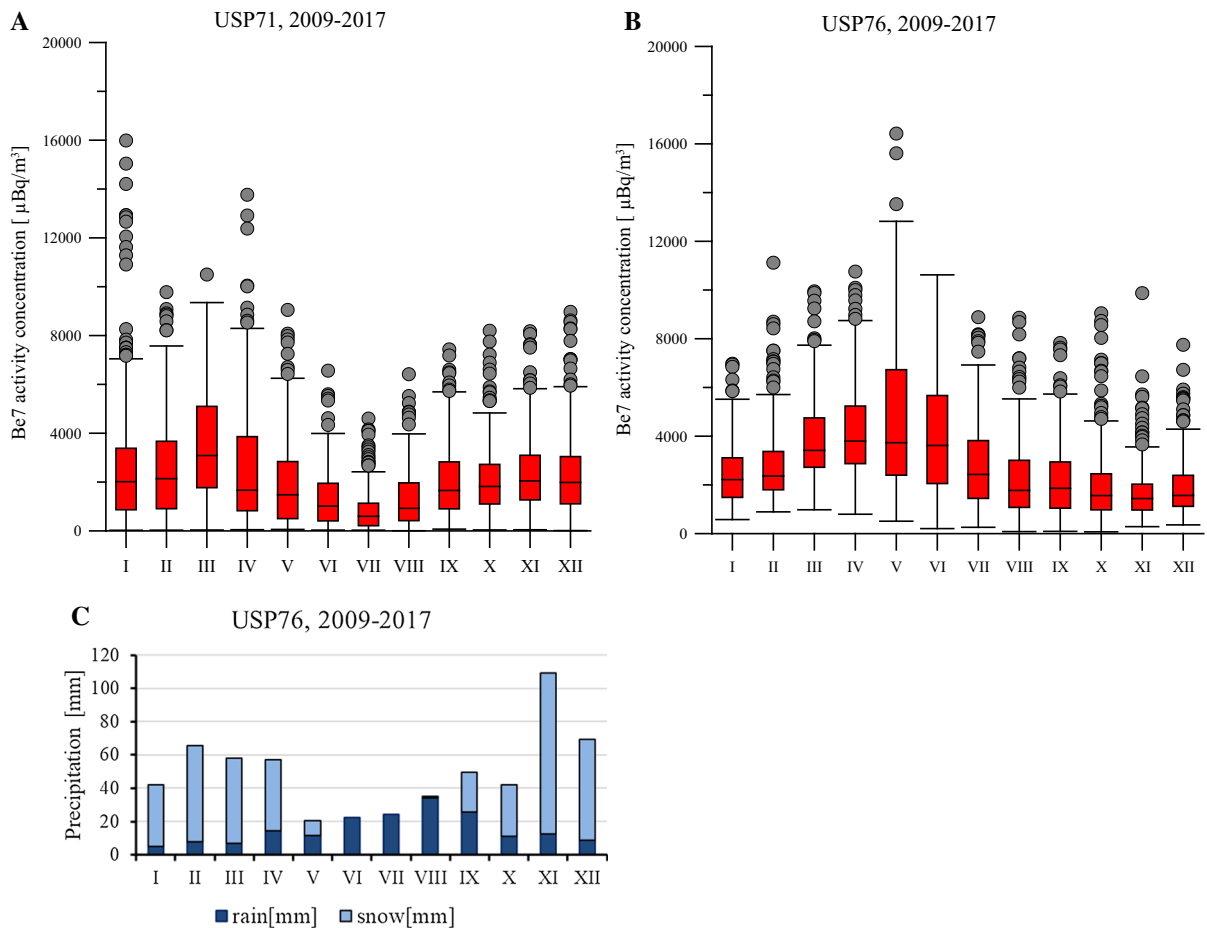 A
USP71, 2009-2017
Be7 activity concentration [ µBq/m³]
20000
16000
12000
8000
4000
0
I II III IV V VI VII VIII IX X XI XII
B
USP76, 2009-2017
Be7 activity concentration [ µBq/m³]
20000
16000
12000
8000
4000
0
I II III IV V VI VII VIII IX X XI XII
C
USP76, 2009-2017
Precipitation [mm]
120
100
80
60
40
20
0
I II III IV V VI VII VIII IX X XI XII
rain[mm] snow[mm]